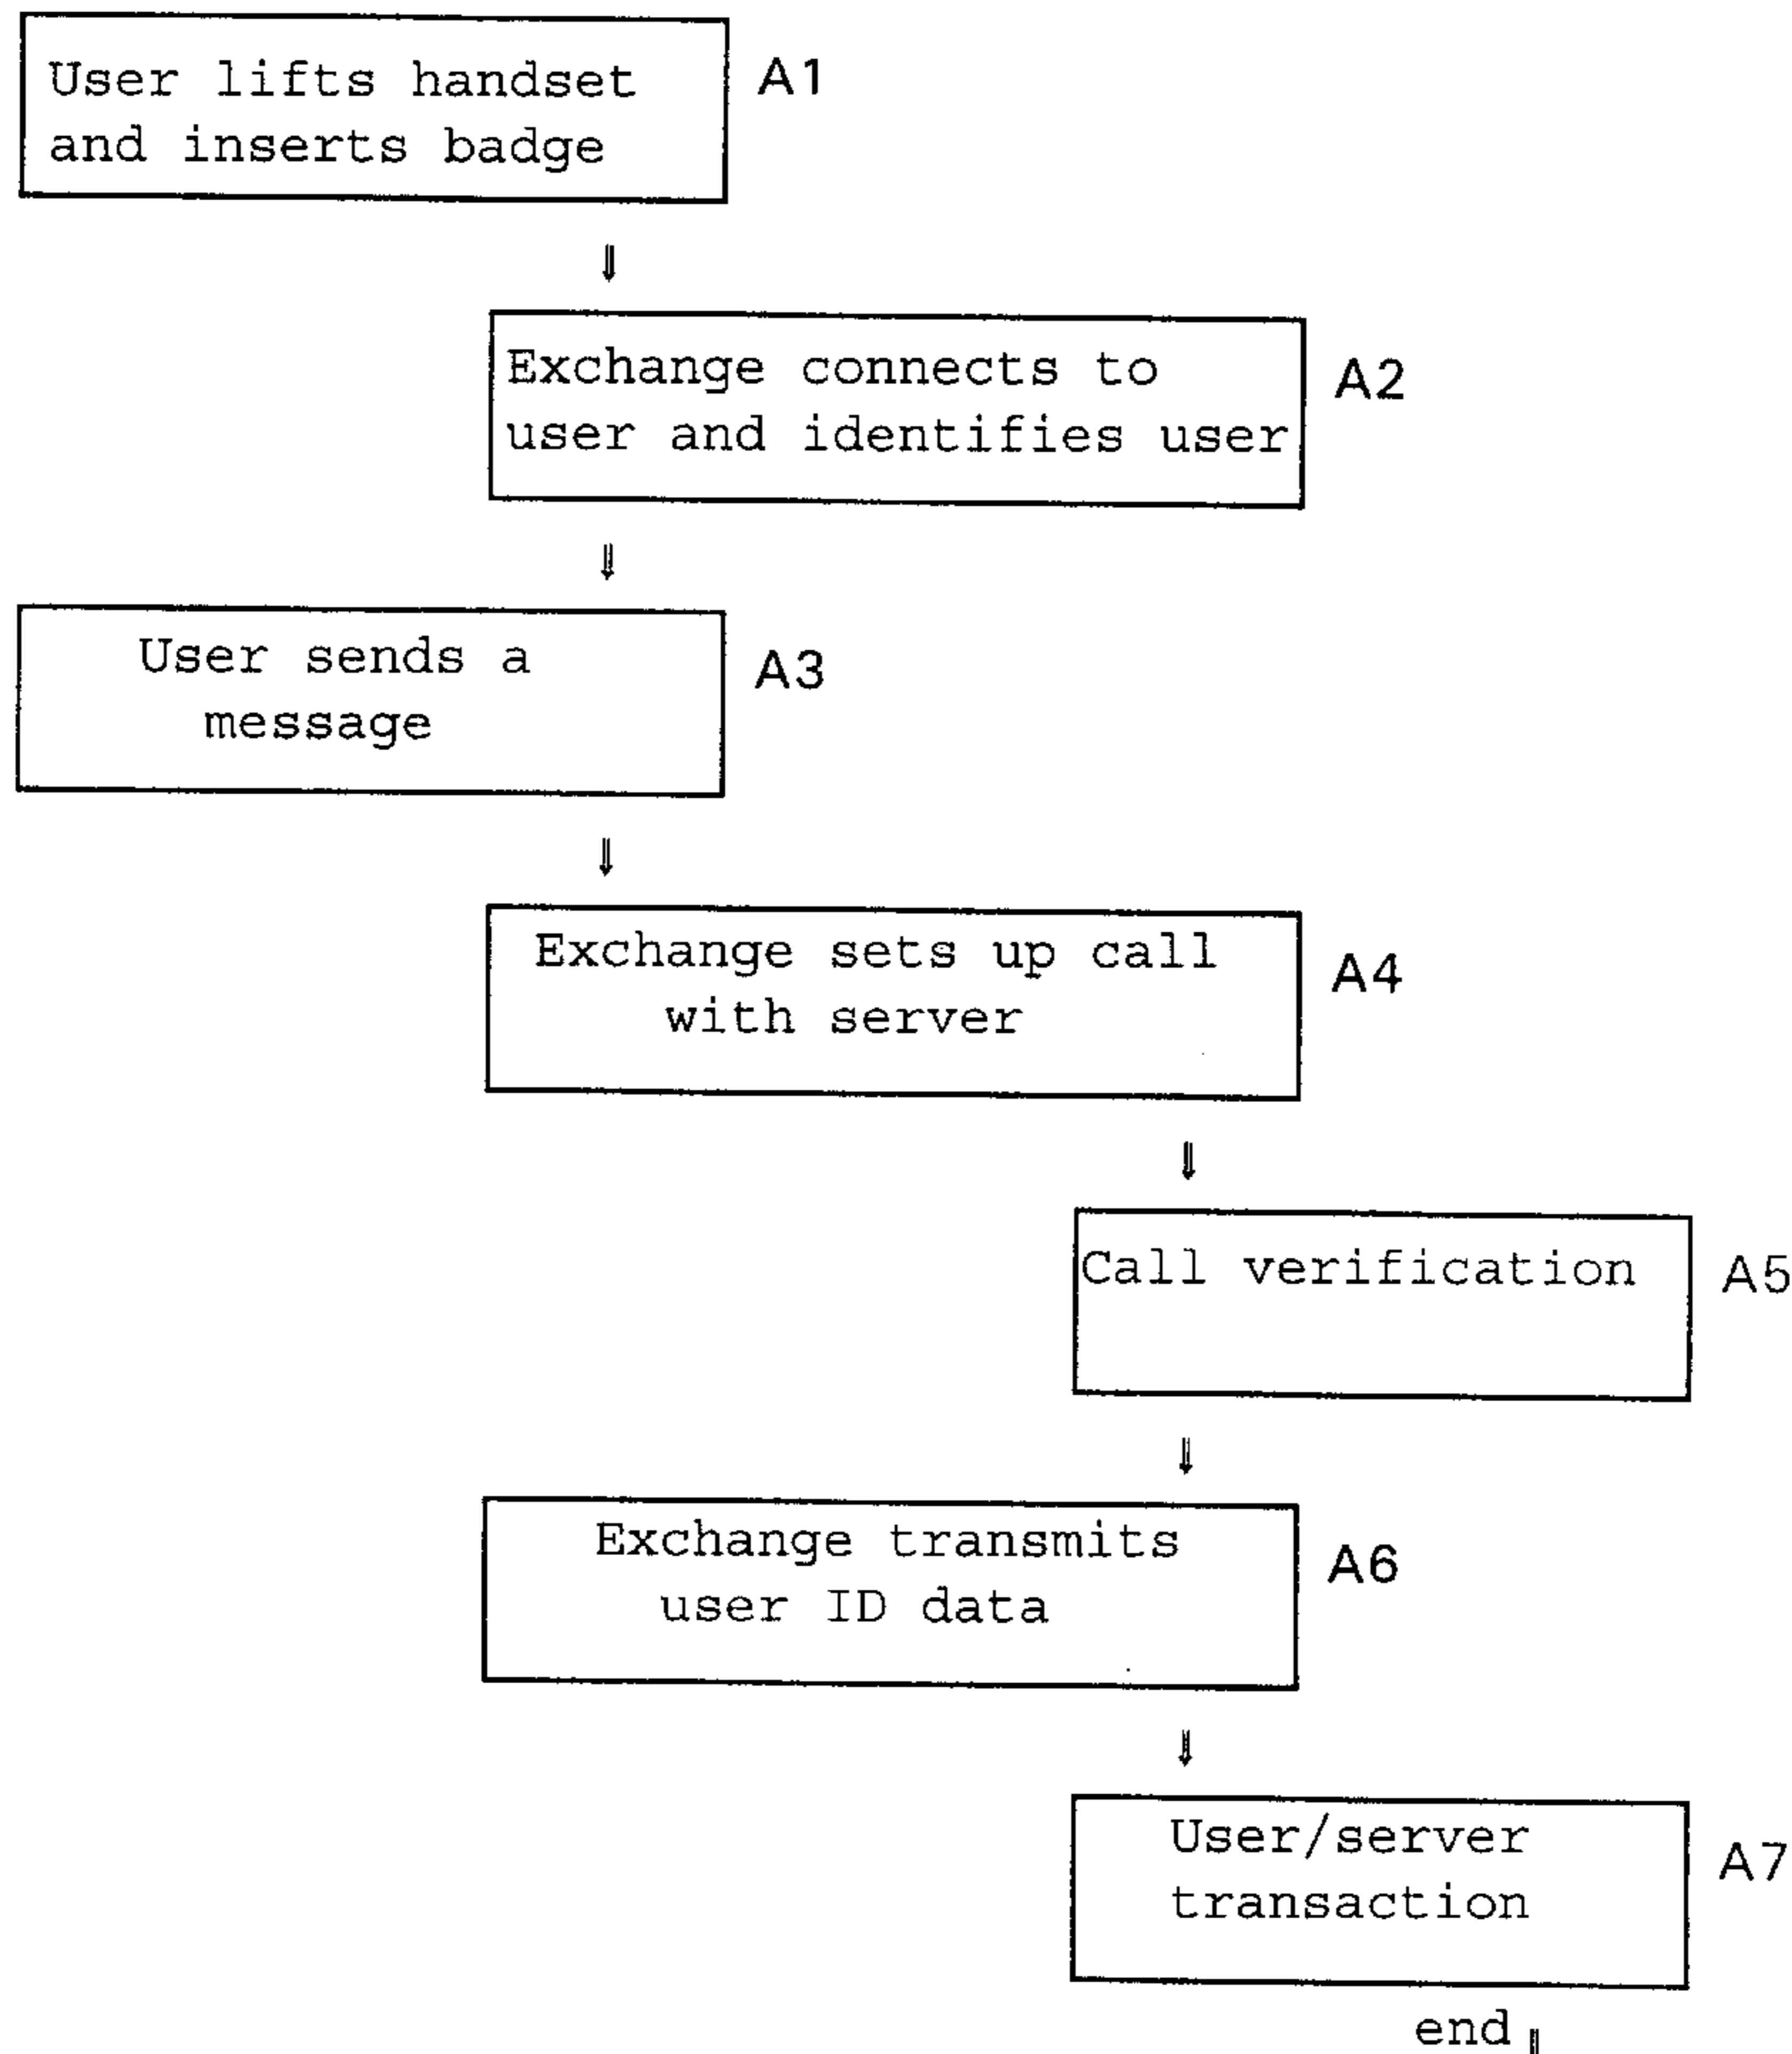 User lifts handset
and inserts badge
A1
⇓
Exchange connects to
user and identifies user
A2
⇓
User sends a
message
A3
⇓
Exchange sets up call
with server
A4
⇓
Call verification
A5
⇓
Exchange transmits
user ID data
A6
⇓
User/server
transaction
A7
end ⇓